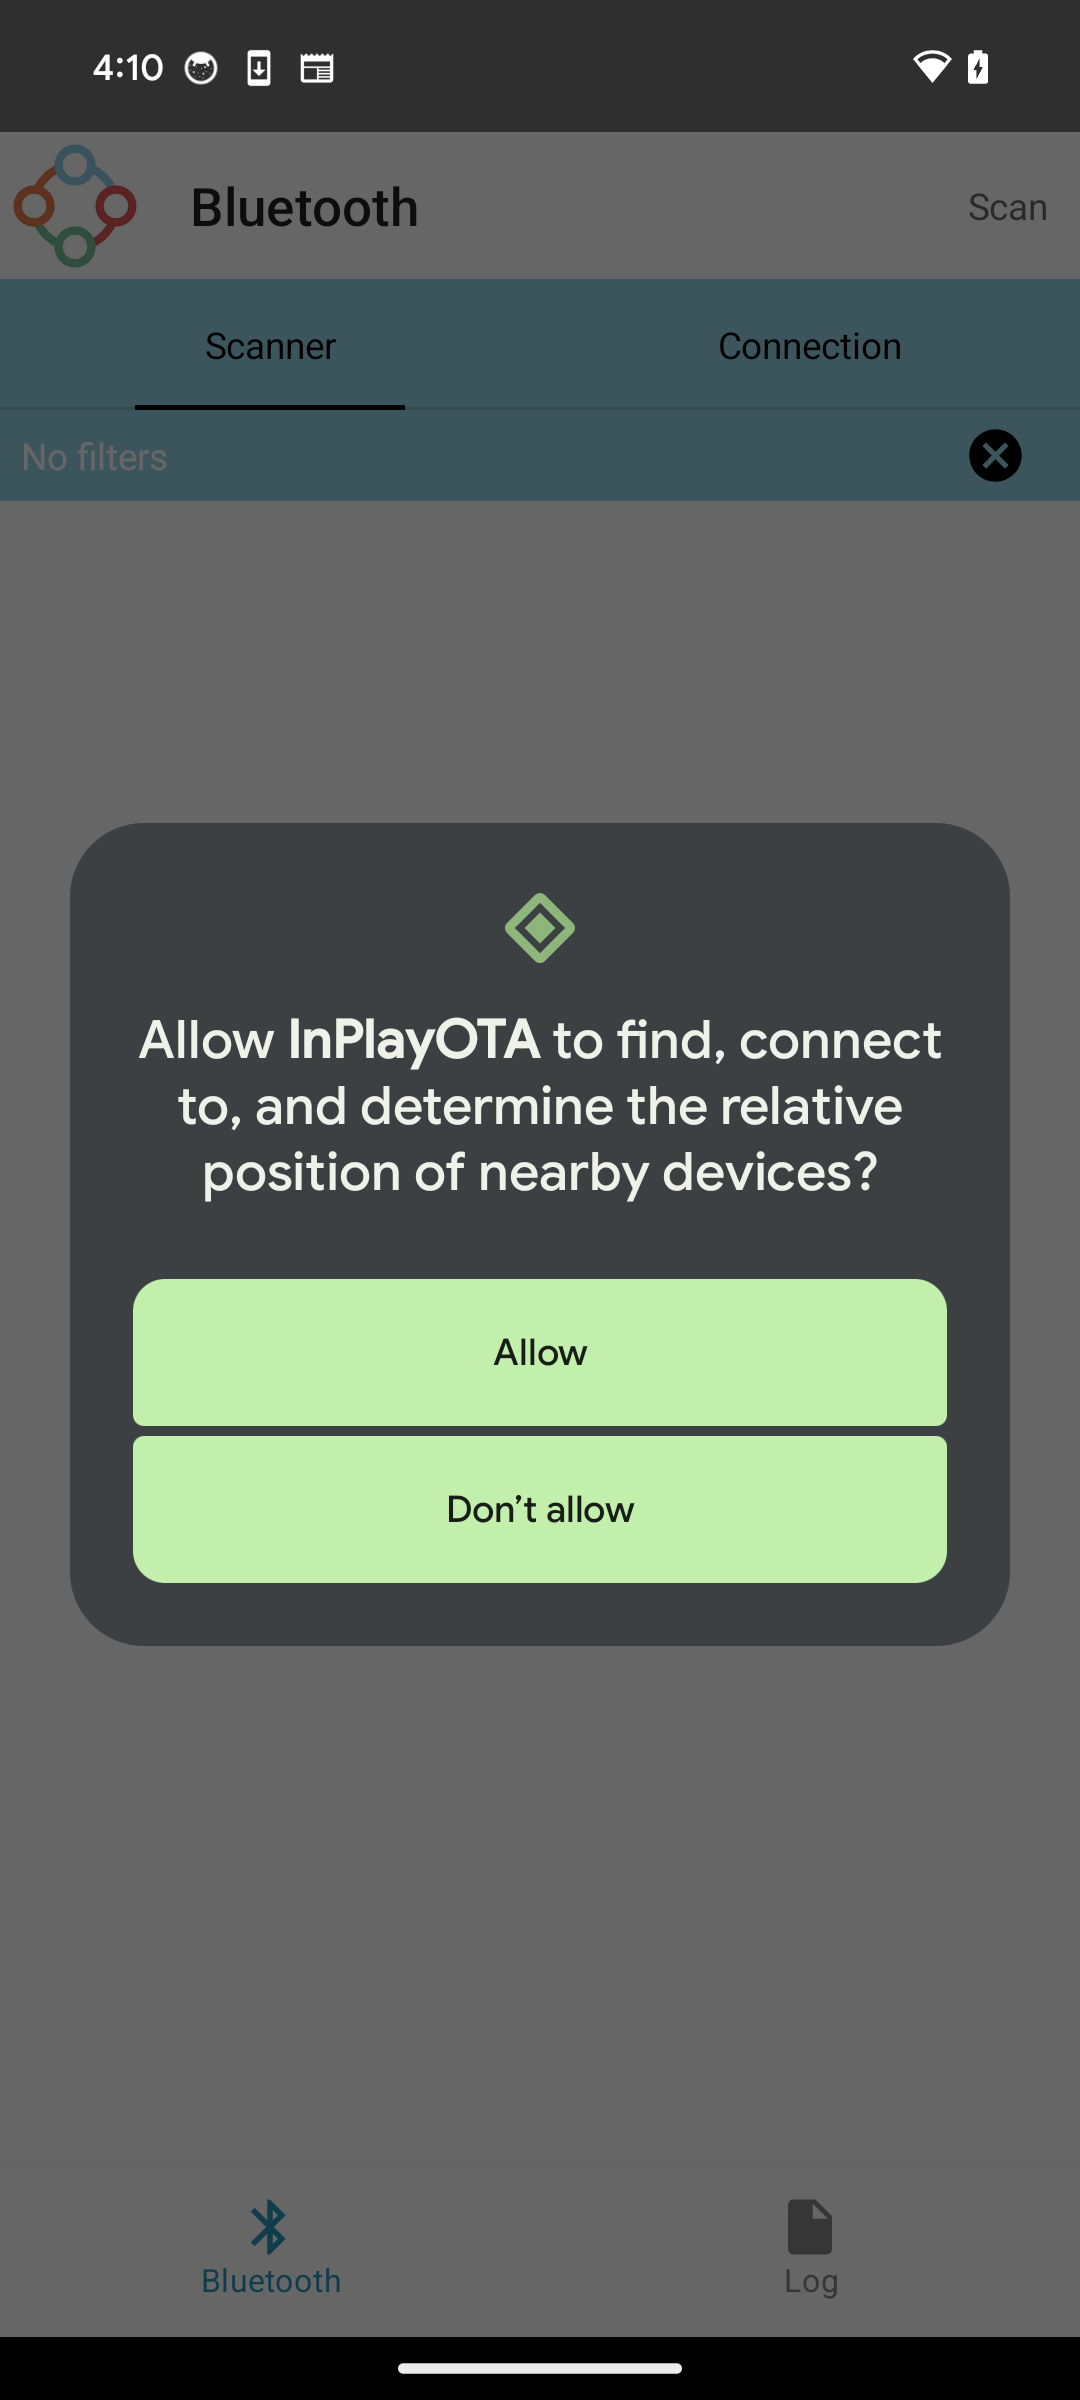 4:10
Bluetooth
Scan
Scanner
Connection
No filters
Allow InPlayOTA to find, connect
to, and determine the relative
position of nearby devices?
Allow
Don’t allow
Bluetooth
Log